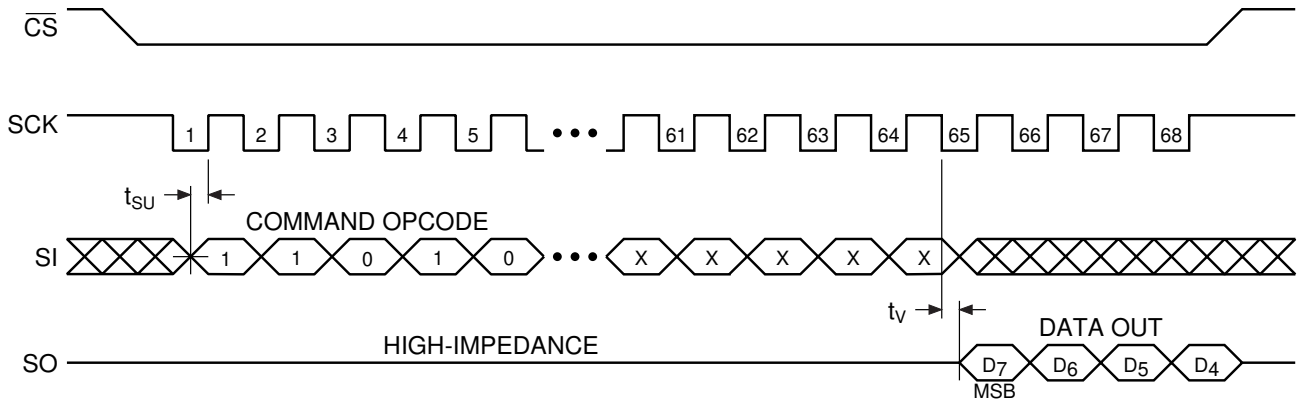 CS
SCK 1 2 3 4 5 ••• 61 62 63 64 65 66 67 68
tSU
COMMAND OPCODE
SI 1 1 0 1 0 ••• X X X X X
tV
DATA OUT
HIGH-IMPEDANCE
SO D7 D6 D5 D4
MSB